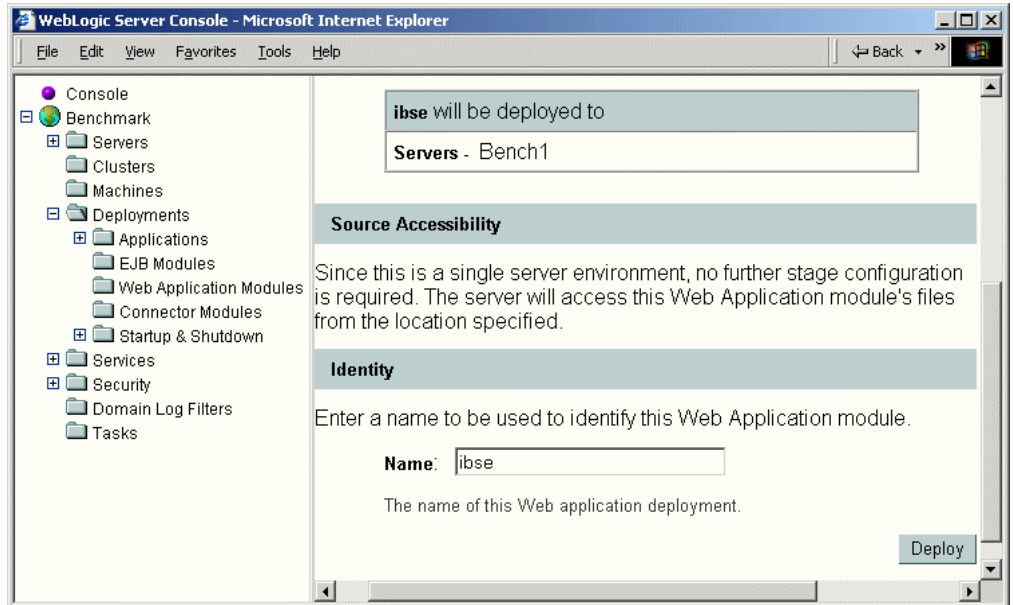 WebLogic Server Console - Microsoft Internet Explorer
File Edit View Favorites Tools Help
Back
Console
Benchmark
Servers
Clusters
Machines
Deployments
Applications
EJB Modules
Web Application Modules
Connector Modules
Startup & Shutdown
Services
Security
Domain Log Filters
Tasks
ibse will be deployed to
Servers - Bench1
Source Accessibility
Since this is a single server environment, no further stage configuration
is required. The server will access this Web Application module's files
from the location specified.
Identity
Enter a name to be used to identify this Web Application module.
Name: ibse
The name of this Web application deployment.
Deploy